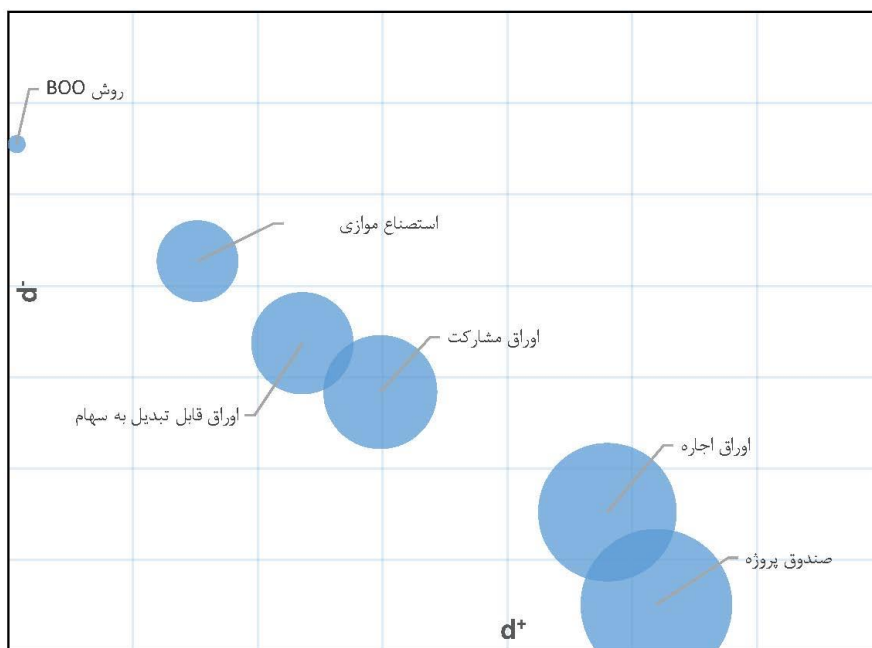 روش BOO
استصناع موازی
d-
اوراق مشارکت
اوراق قابل تبدیل به سهام
اوراق اجاره
صندوق پروژه
d+